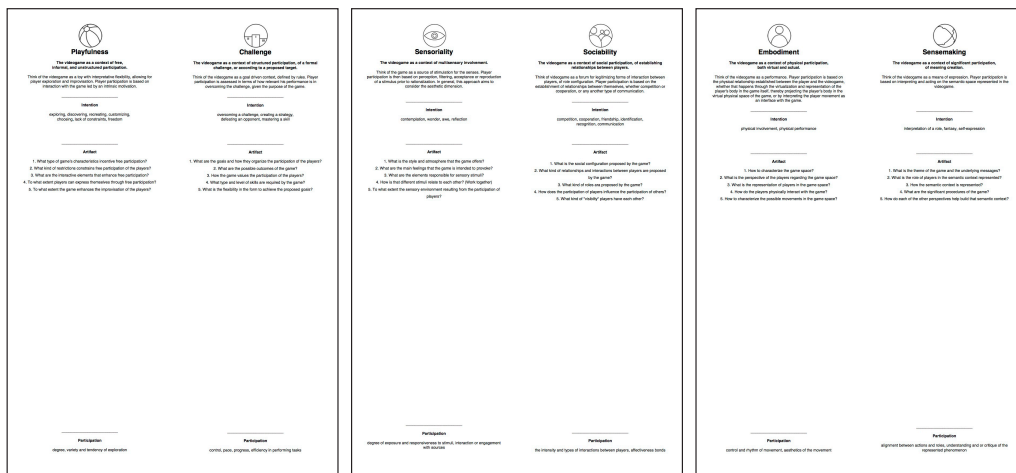 Playfulness
The videogame as a context of free,
informal, and unstructured participation.
Think of the videogame as a toy with interpretative flexibility, allowing for
player exploration and improvisation. Player participation is based on
interaction with the game led by an intrinsic motivation.
Intention
exploring, discovering, recreating, customizing,
choosing, lack of constraints, freedom
Artifact
1. What type of game's characteristics incentive free participation?
2. What kind of restrictions constraine free participation of the players?
3. What are the interactive elements that enhance free participation?
4. To what extent players can express themselves through free participation?
5. To what extent the game enhances the improvisation of the players?
Participation
degree, variety and tendency of exploration
Challenge
The videogame as a context of structured participation, of a formal
challenge, or according to a proposed target.
Think of the videogame as a goal driven context, defined by rules. Player
participation is assessed in terms of how relevant his performance is in
overcoming the challenge, given the purpose of the game.
Intention
overcoming a challenge, creating a strategy,
defeating an opponent, mastering a skill
Artifact
1. What are the goals and how they organize the participation of the players?
2. What are the possible outcomes of the game?
3. How the game values the participation of the players?
4. What type and level of skills are required by the game?
5. What is the flexibility in the form to achieve the proposed goals?
Participation
control, pace, progress, efficiency in performing tasks
Sensoriality
The videogame as a context of multisensory involvement.
Think of the game as a source of stimulation for the senses. Player
participation is then based on perception, filtering, acceptance or reproduction
of a stimulus prior to rationalisation. In general, this approach aims to
consider the aesthetic dimension.
Intention
contemplation, wonder, awe, reflection
Artifact
1. What is the style and atmosphere that the game offers?
2. What are the main feelings that the game is intended to provoke?
3. What are the elements responsible for sensory stimuli?
4. How is that different stimuli relate to each other? (Work together)
5. To what extent the sensory environment resulting from the participation of
players?
Participation
degree of exposure and responsiveness to stimuli, interaction or engagement
with sources
Sociability
The videogame as a context of social participation, of establishing
relationships between players.
Think of videogame as a forum for legitimizing forms of interaction between
players, of role configuration. Player participation is based on the
establishment of relationships between themselves, whether competition or
cooperation, or any another type of communication.
Intention
competition, cooperation, friendship, identification,
recognition, communication
Artifact
1. What is the social configuration proposed by the game?
2. What kind of relationships and interactions between players are proposed
by the game?
3. What kind of roles are proposed by the game?
4. How does the participation of players influence the participation of others?
5. What kind of "visibility" players have each other?
Participation
the intensity and types of interactions between players, affectiveness bonds
Embodiment
The videogame as a context of physical participation,
both virtual and actual.
Think of the videogame as a performance. Player participation is based on
the physical relationship established between the player and the videogame;
whether that happens through the virtualization and representation of the
player's body in the game itself, thereby projecting the player's body in the
virtual physical space of the game, or by interpreting the player movement as
an interface with the game.
Intention
physical involvement, physical performance
Artifact
1. How to characterize the game space?
2. What is the perspective of the players regarding the game space?
3. What is the representation of players in the game space?
4. How do the players physically interact with the game?
5. How to characterize the possible movements in the game space?
Participation
control and rhythm of movement, aesthetics of the movement
Sensemaking
The videogame as a context of significant participation,
of meaning creation.
Think of the videogame as a means of expression. Player participation is
based on interpreting and acting on the semantic space represented in the
videogame.
Intention
interpretation of a role, fantasy, self-expression
Artifact
1. What is the theme of the game and the underlying messages?
2. What is the role of players in the semantic context represented?
3. How the semantic context is represented?
4. What are the significant procedures of the game?
5. How do each of the other perspectives help build that semantic context?
Participation
alignment between actions and roles, understanding and or critique of the
represented phenomenon